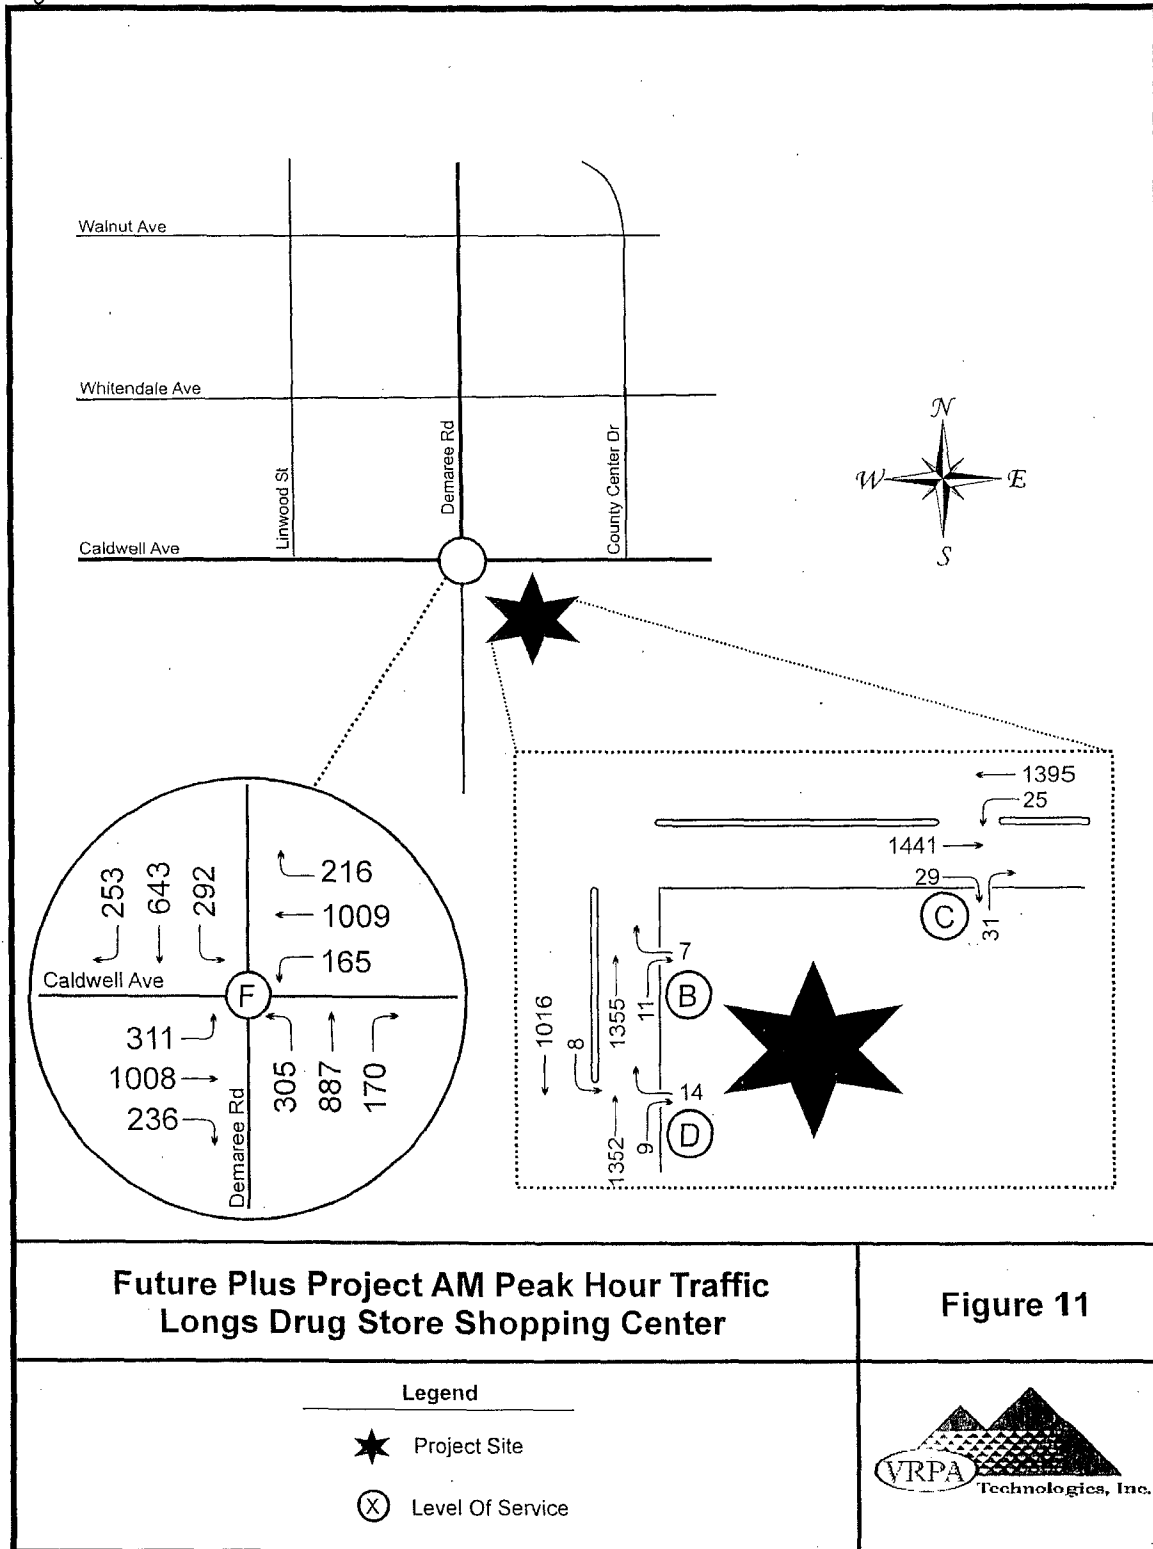 Walnut Ave
Whitendale Ave
Linwood St
Demaree Rd
County Center Dr
Caldwell Ave
N
W
E
S
253
643
292
216
1009
165
Caldwell Ave
F
311
1008
236
305
887
170
Demaree Rd
1395
25
1441
29
C
31
7
B
11
1355
1016
8
14
D
9
1352
Future Plus Project AM Peak Hour Traffic
Longs Drug Store Shopping Center
Figure 11
Legend
Project Site
X Level Of Service
VRPA
Technologies, Inc.